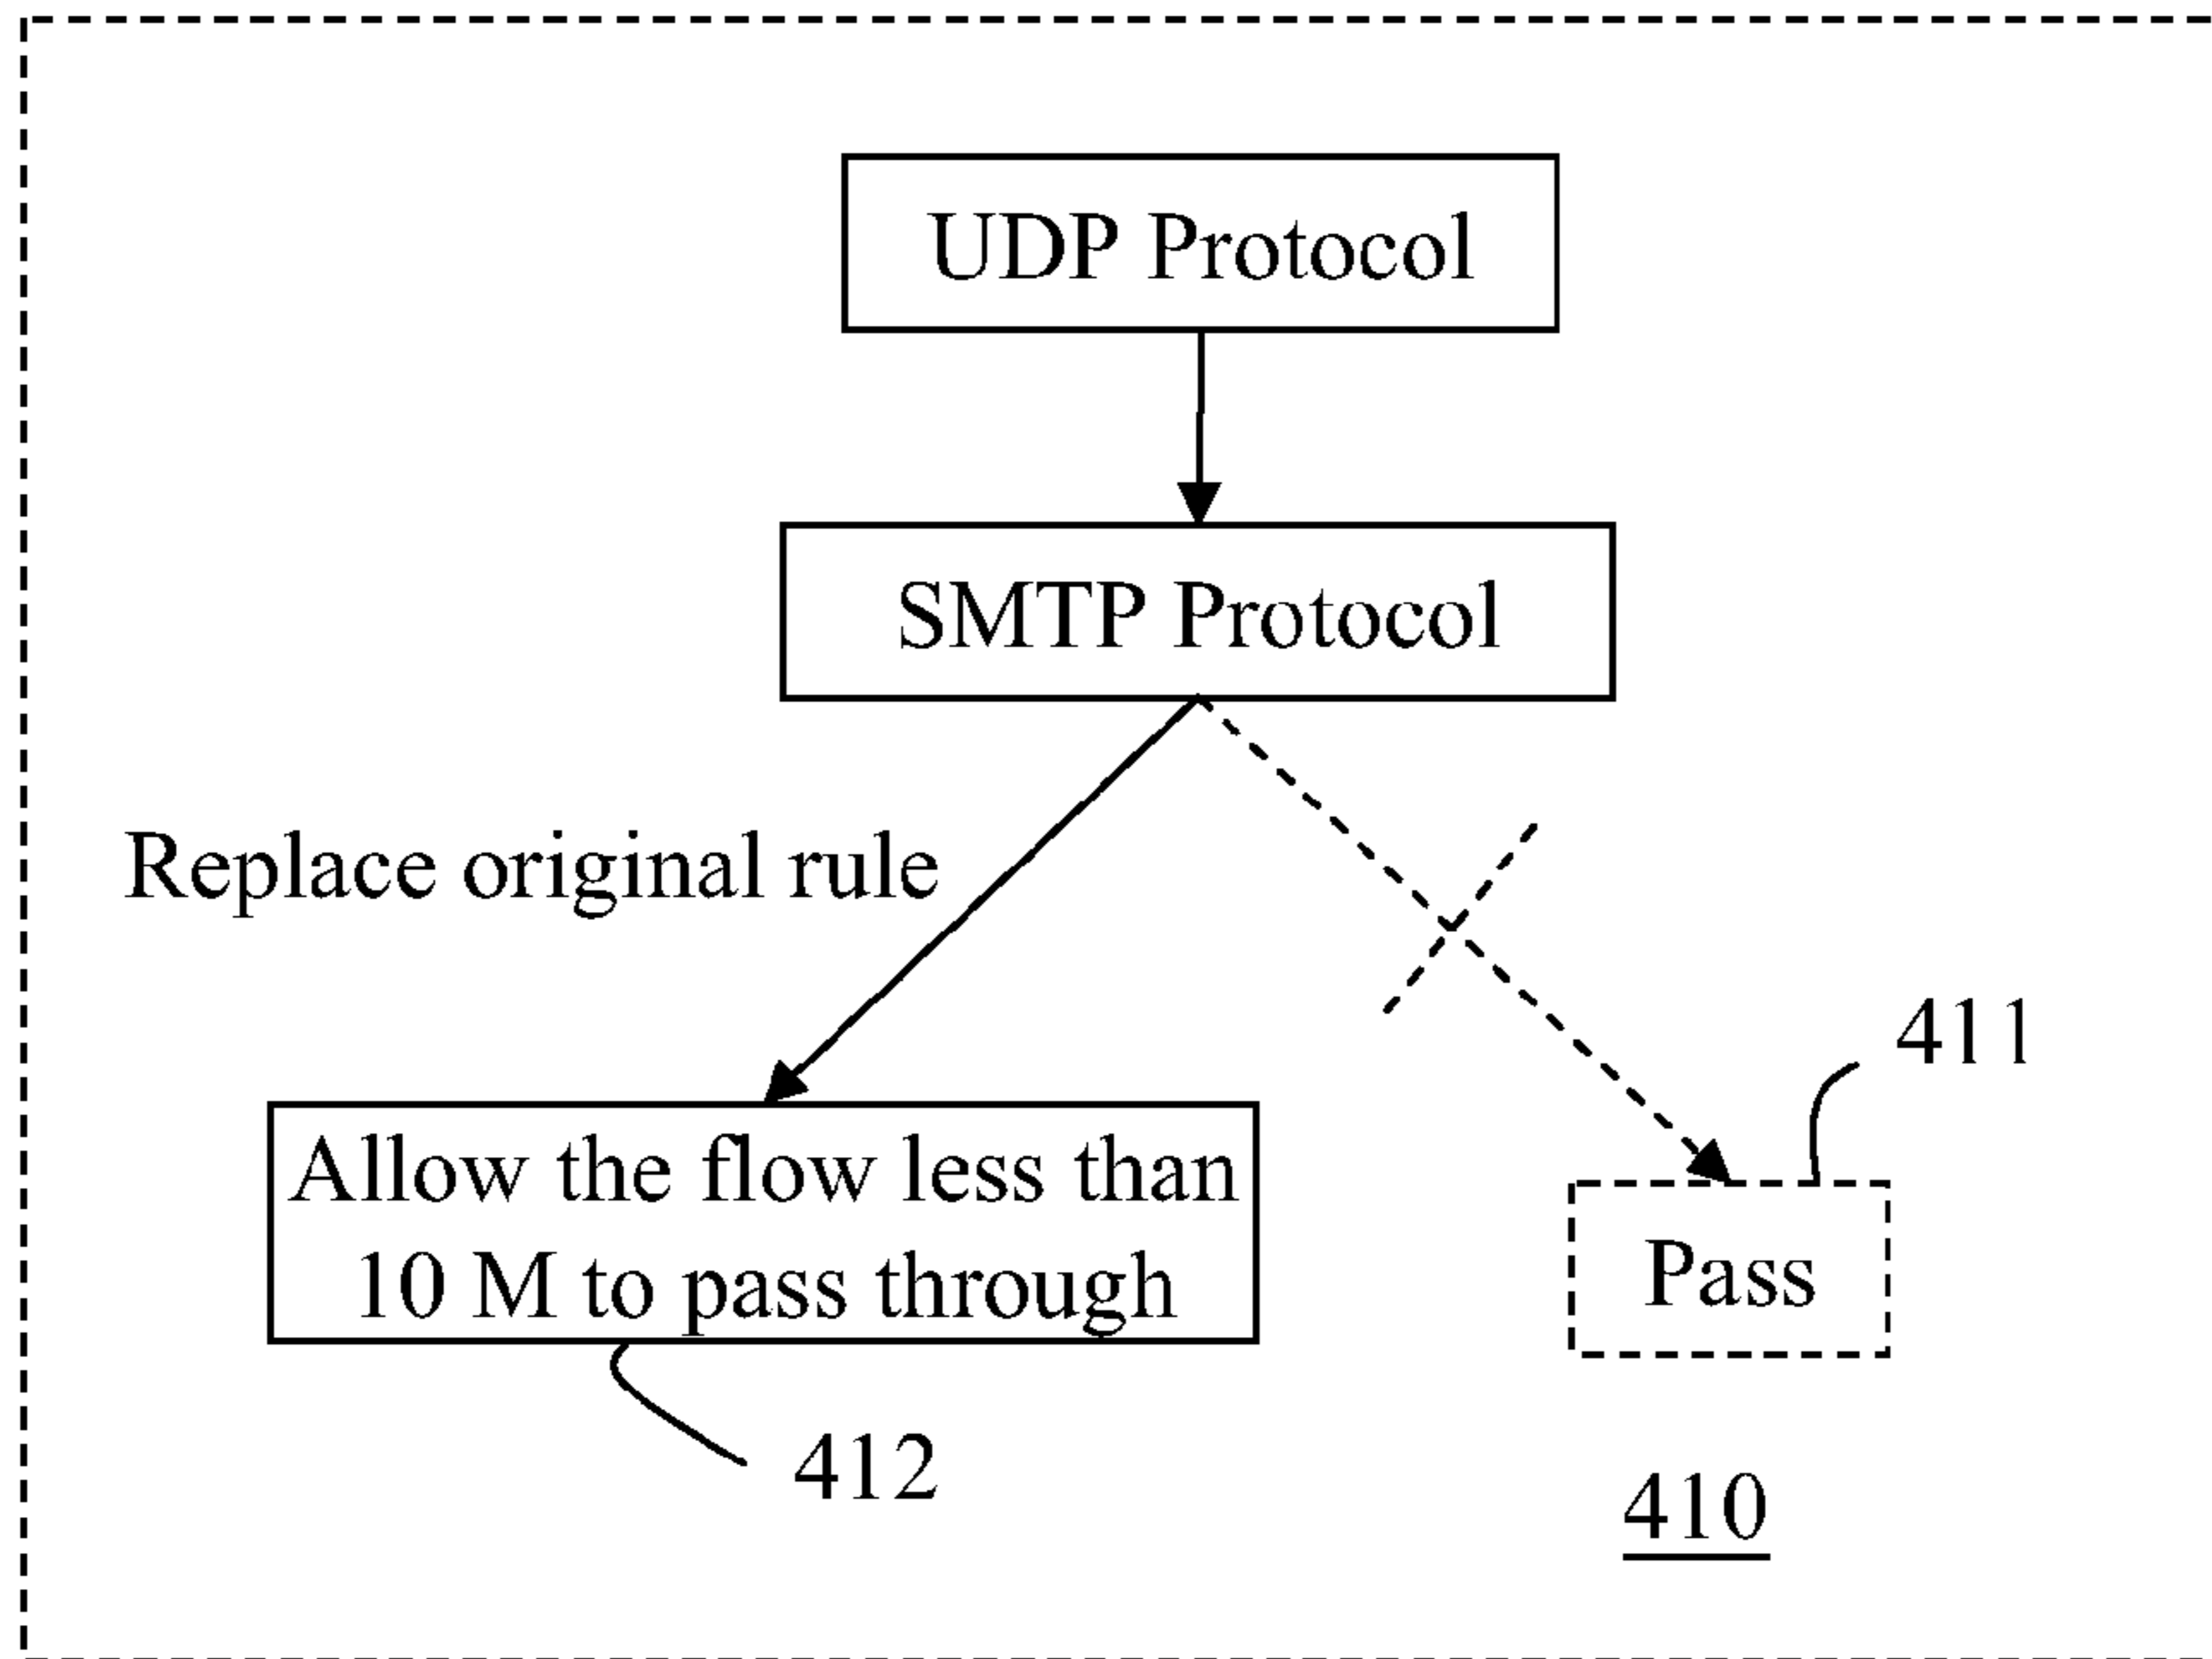 UDP Protocol
SMTP Protocol
Replace original rule
411
Allow the flow less than
10 M to pass through
Pass
412
410